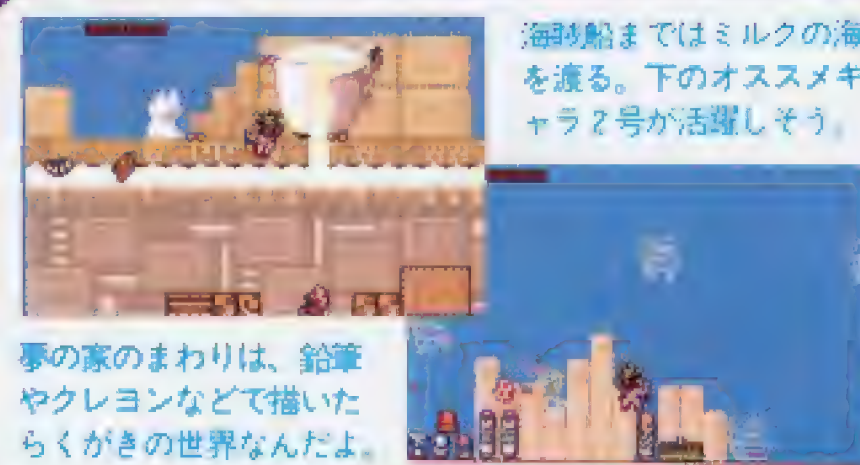 海賊船まではミルクの海
を渡る。下のオススメキ
ャラ2号が活躍しそう。
夢の家のまわりは、鉛筆
やクレヨンなどで描いた
らくがきの世界なんだよ。